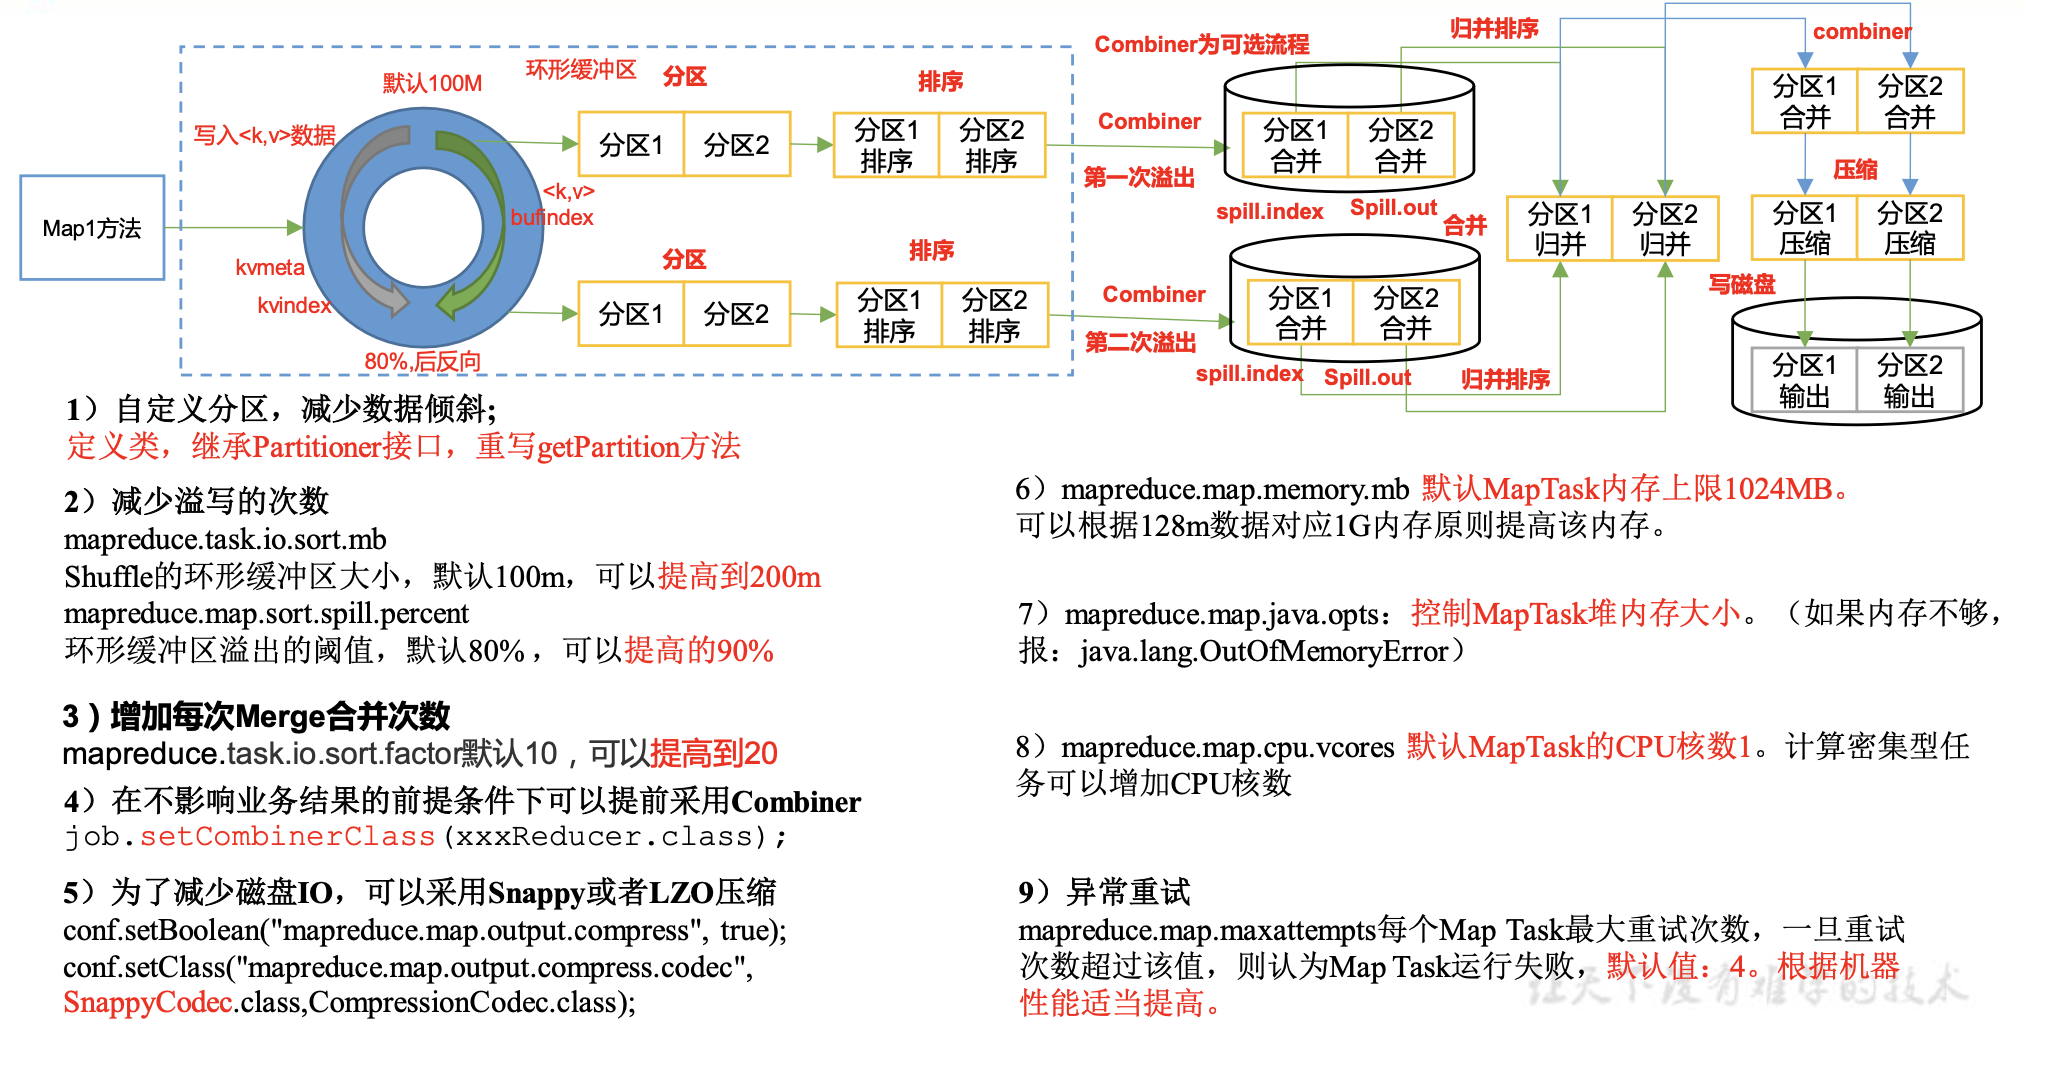 Map1方法
写入<k,v>数据
默认100M
环形缓冲区
kvmeta
kvindex
<k,v>
bufindex
80%,后反向
分区
分区1
分区2
排序
分区1
排序
分区2
排序
分区
分区1
分区2
排序
分区1
排序
分区2
排序
Combiner为可选流程
Combiner
第一次溢出
分区1
合并
分区2
合并
spill.index
Spill.out
Combiner
第二次溢出
分区1
合并
分区2
合并
spill.index
Spill.out
归并排序
合并
归并排序
分区1
归并
分区2
归并
combiner
分区1
合并
分区2
合并
压缩
分区1
压缩
分区2
压缩
写磁盘
分区1
输出
分区2
输出
1）自定义分区，减少数据倾斜;
定义类，继承Partitioner接口，重写getPartition方法
2）减少溢写的次数
mapreduce.task.io.sort.mb
Shuffle的环形缓冲区大小，默认100m，可以提高到200m
mapreduce.map.sort.spill.percent
环形缓冲区溢出的阈值，默认80%，可以提高的90%
3）增加每次Merge合并次数
mapreduce.task.io.sort.factor默认10，可以提高到20
4）在不影响业务结果的前提条件下可以提前采用Combiner
job.setCombinerClass(xxxReducer.class);
5）为了减少磁盘IO，可以采用Snappy或者LZO压缩
conf.setBoolean("mapreduce.map.output.compress", true);
conf.setClass("mapreduce.map.output.compress.codec",
SnappyCodec.class,CompressionCodec.class);
6）mapreduce.map.memory.mb 默认MapTask内存上限1024MB。
可以根据128m数据对应1G内存原则提高该内存。
7）mapreduce.map.java.opts：控制MapTask堆内存大小。（如果内存不够，
报：java.lang.OutOfMemoryError）
8）mapreduce.map.cpu.vcores 默认MapTask的CPU核数1。计算密集型任
务可以增加CPU核数
9）异常重试
mapreduce.map.maxattempts每个Map Task最大重试次数，一旦重试
次数超过该值，则认为Map Task运行失败，默认值：4。根据机器
性能适当提高。
让天下没有难学的技术